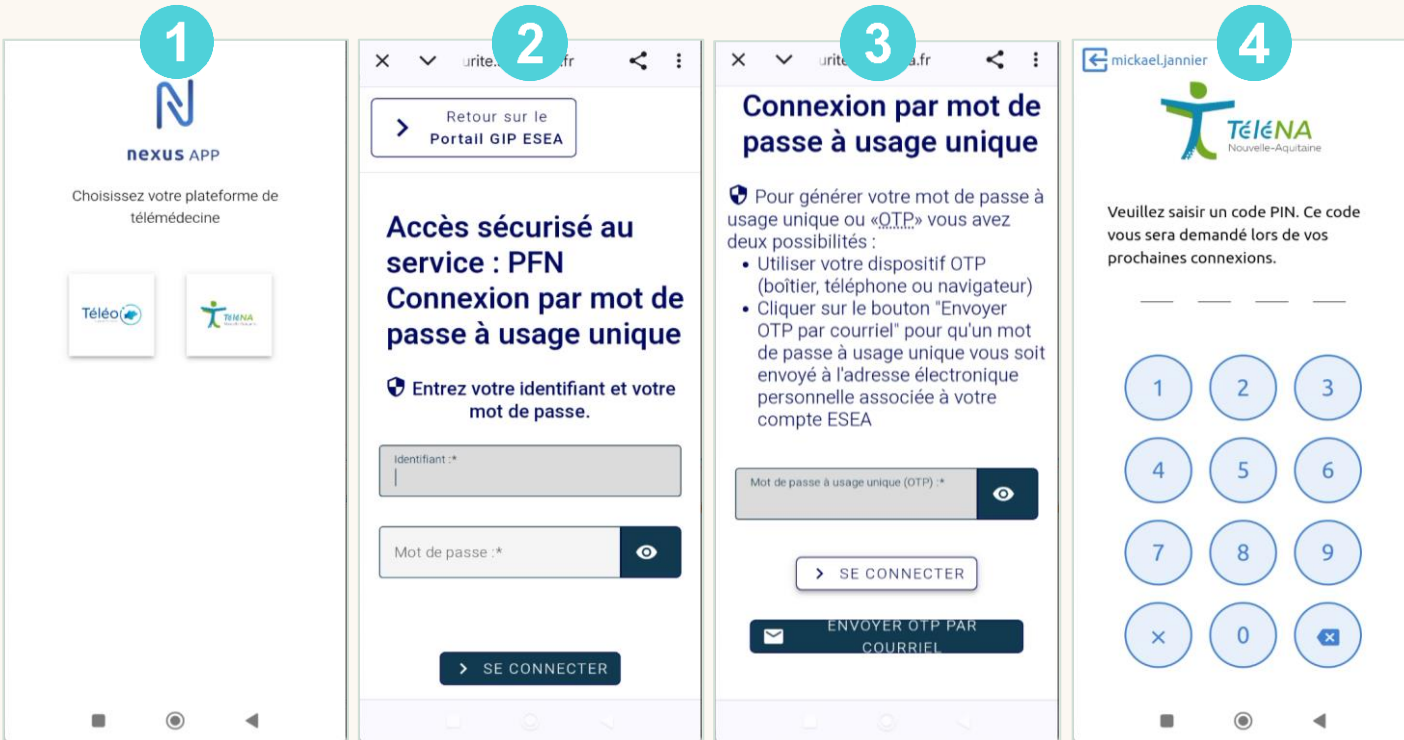 1
N
nexus APP
Choisissez votre plateforme de
télémédecine
Téléo
TéléNA
Nouvelle-Aquitaine
2
urite.
.fr
Retour sur le
Portail GIP ESEA
Accès sécurisé au
service : PFN
Connexion par mot de
passe à usage unique
Entrez votre identifiant et votre
mot de passe.
Identifiant :*
Mot de passe :*
SE CONNECTER
3
urite.
a.fr
Connexion par mot de
passe à usage unique
Pour générer votre mot de passe à
usage unique ou «OTP» vous avez
deux possibilités :
• Utiliser votre dispositif OTP
(boîtier, téléphone ou navigateur)
• Cliquer sur le bouton "Envoyer
OTP par courriel" pour qu'un mot
de passe à usage unique vous soit
envoyé à l'adresse électronique
personnelle associée à votre
compte ESEA
Mot de passe à usage unique (OTP) :*
SE CONNECTER
ENVOYER OTP PAR
COURRIEL
4
mickael.jannier
TéléNA
Nouvelle-Aquitaine
Veuillez saisir un code PIN. Ce code
vous sera demandé lors de vos
prochaines connexions.
1 2 3
4 5 6
7 8 9
× 0